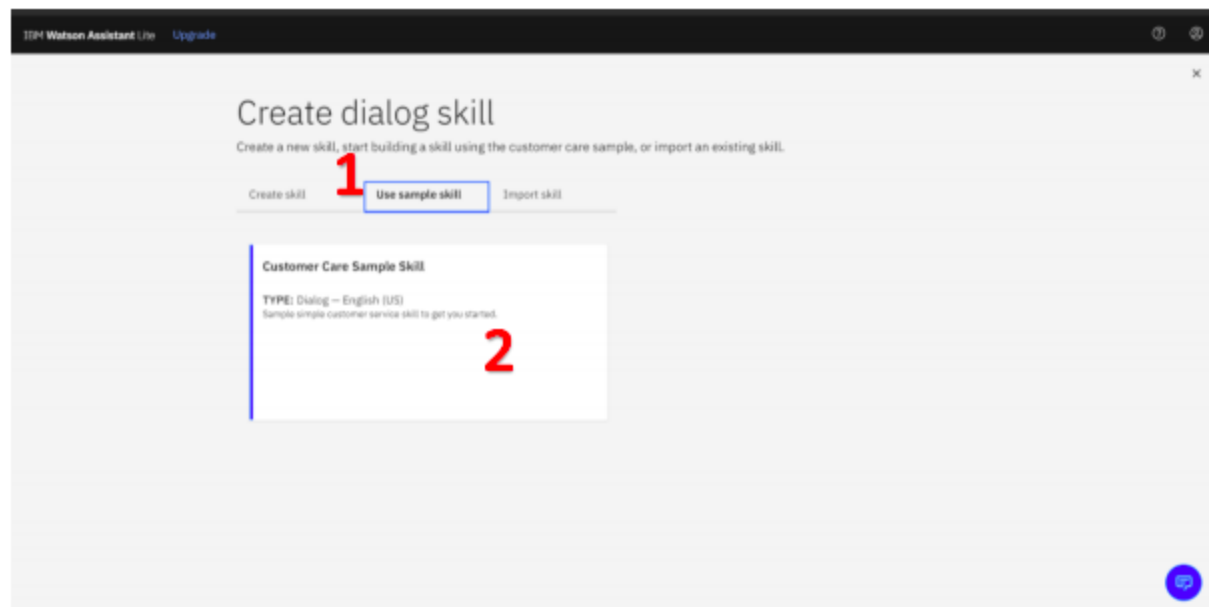 IBM Watson Assistant Lite Upgrade
Create dialog skill
Create a new skill, start building a skill using the customer care sample, or import an existing skill.
1
Create skill Use sample skill Import skill
Customer Care Sample Skill
TYPE: Dialog — English (US)
Sample simple customer service skill to get you started.
2